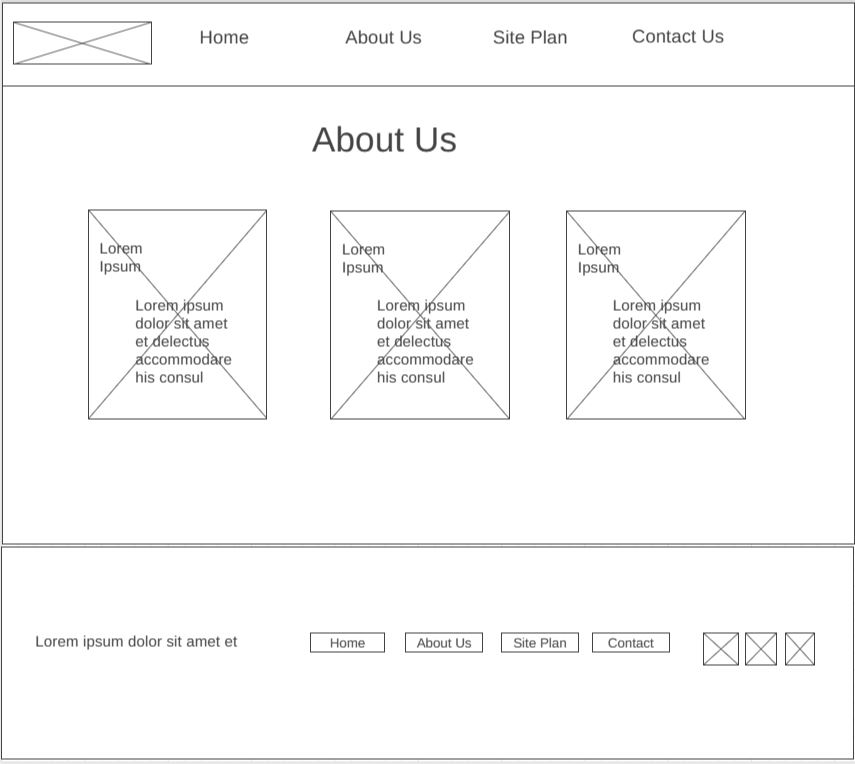 Home
About Us
Site Plan
Contact Us
About Us
Lorem
Ipsum
Lorem ipsum
dolor sit amet
et delectus
accommodare
his consul
Lorem
Ipsum
Lorem ipsum
dolor sit amet
et delectus
accommodare
his consul
Lorem
Ipsum
Lorem ipsum
dolor sit amet
et delectus
accommodare
his consul
Lorem ipsum dolor sit amet et
Home
About Us
Site Plan
Contact